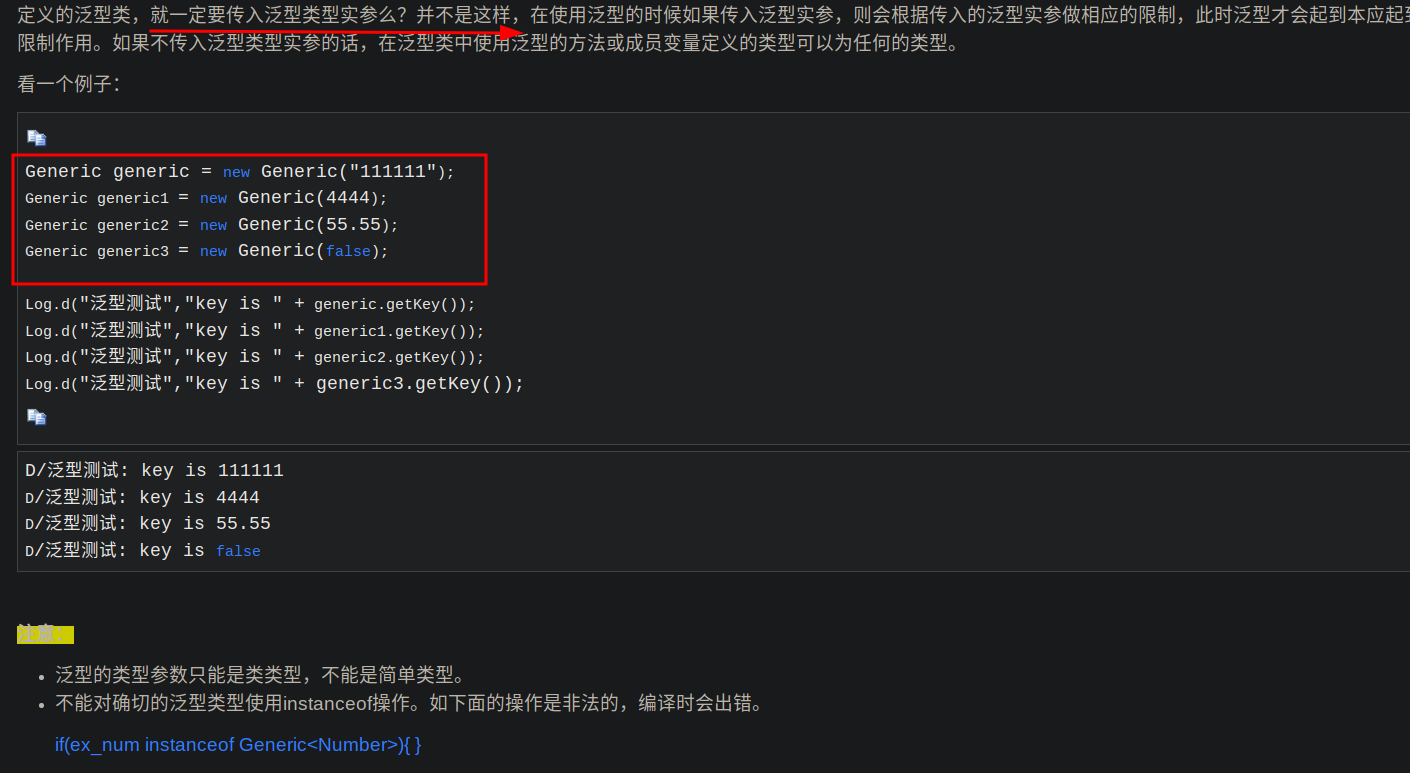 定义的泛型类，就一定要传入泛型类型实参么？并不是这样，在使用泛型的时候如果传入泛型实参，则会根据传入的泛型实参做相应的限制，此时泛型才会起到本应起到
限制作用。如果不传入泛型类型实参的话，在泛型类中使用泛型的方法或成员变量定义的类型可以为任何的类型。
看一个例子：
Generic generic = new Generic("111111");
Generic generic1 = new Generic(4444);
Generic generic2 = new Generic(55.55);
Generic generic3 = new Generic(false);
Log.d("泛型测试","key is " + generic.getKey());
Log.d("泛型测试","key is " + generic1.getKey());
Log.d("泛型测试","key is " + generic2.getKey());
Log.d("泛型测试","key is " + generic3.getKey());
D/泛型测试: key is 111111
D/泛型测试: key is 4444
D/泛型测试: key is 55.55
D/泛型测试: key is false
注意：
泛型的类型参数只能是类类型，不能是简单类型。
不能对确切的泛型类型使用instanceof操作。如下面的操作是非法的，编译时会出错。
if(ex_num instanceof Generic<Number>){ }